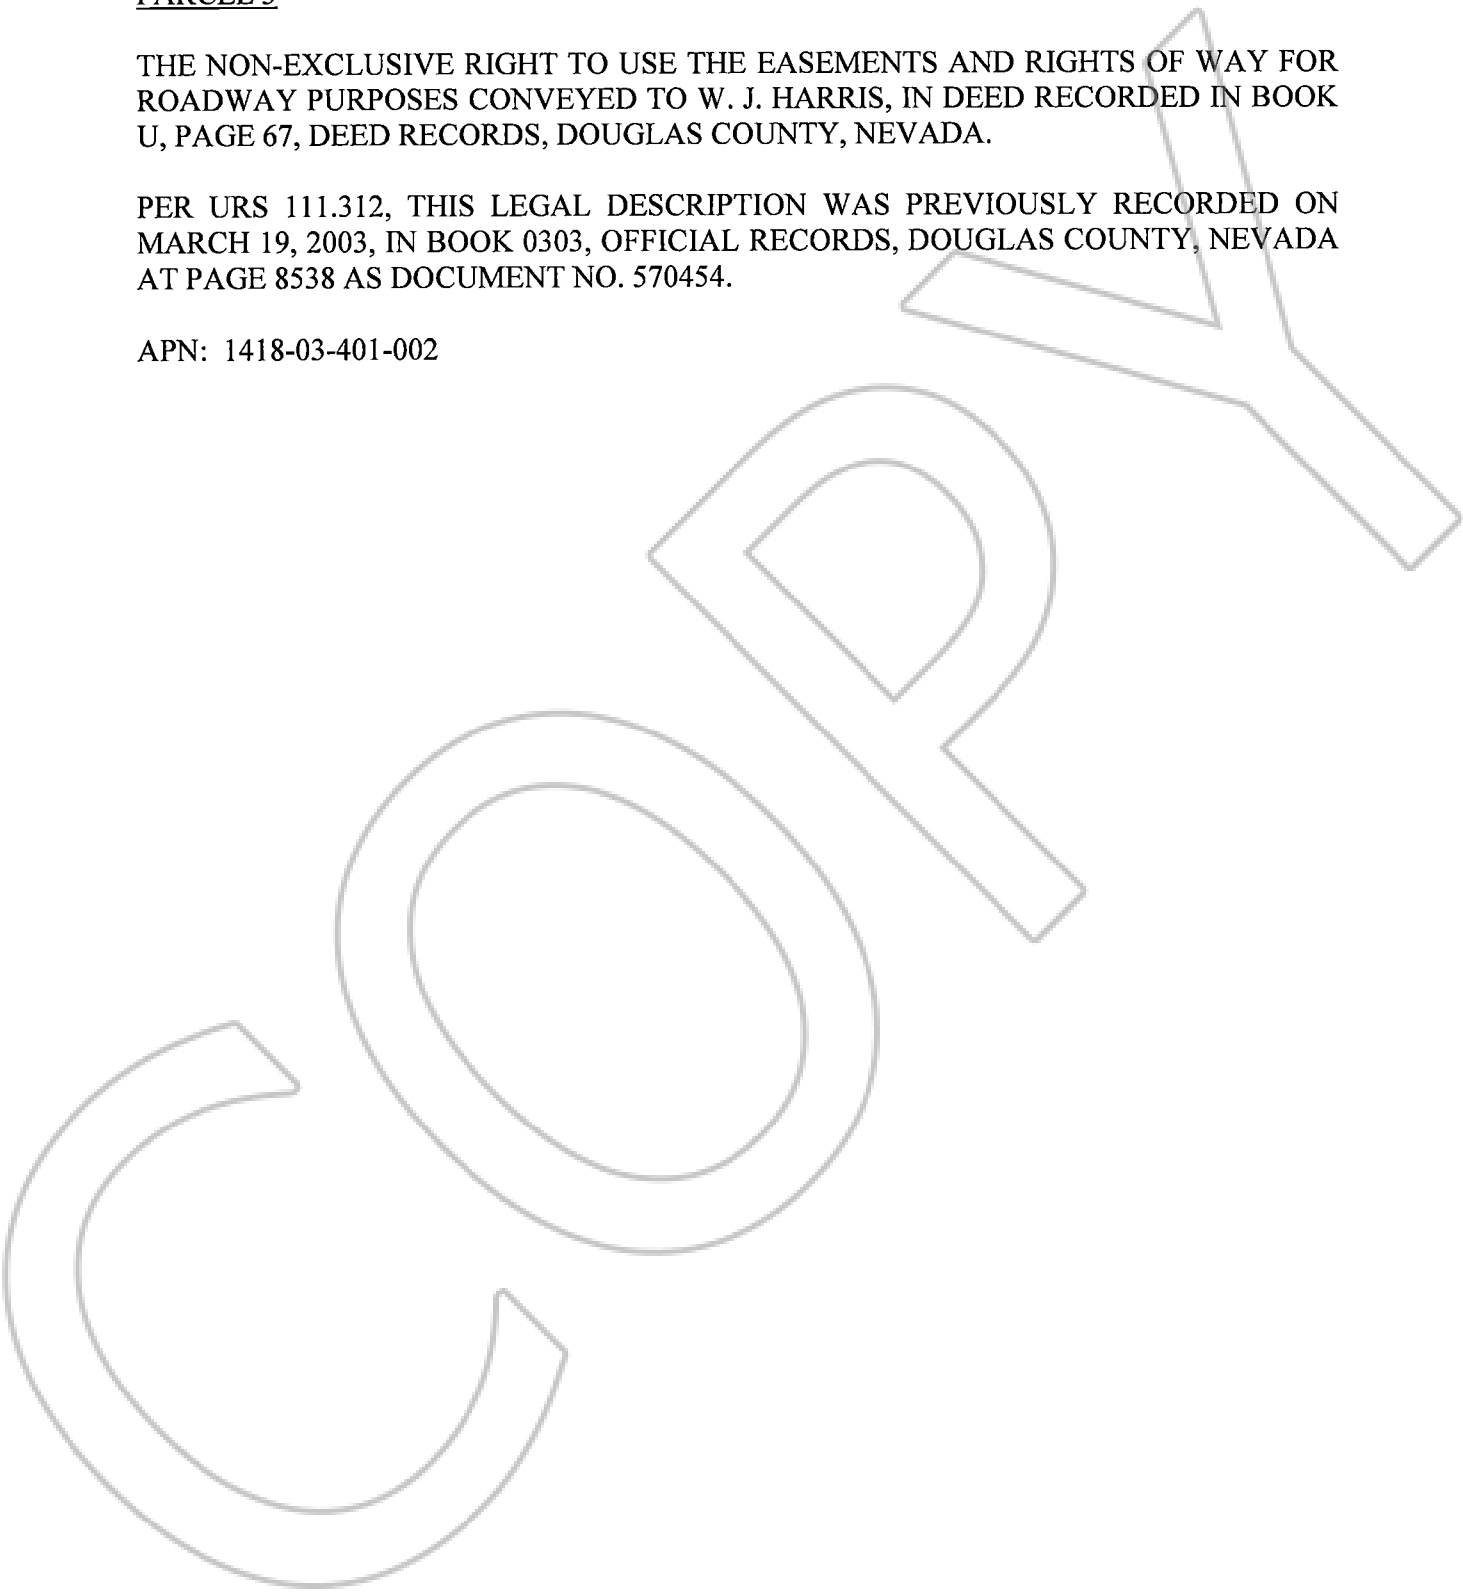 THE NON-EXCLUSIVE RIGHT TO USE THE EASEMENTS AND RIGHTS OF WAY FOR
ROADWAY PURPOSES CONVEYED TO W. J. HARRIS, IN DEED RECORDED IN BOOK
U, PAGE 67, DEED RECORDS, DOUGLAS COUNTY, NEVADA.
PER URS 111.312, THIS LEGAL DESCRIPTION WAS PREVIOUSLY RECORDED ON
MARCH 19, 2003, IN BOOK 0303, OFFICIAL RECORDS, DOUGLAS COUNTY, NEVADA
AT PAGE 8538 AS DOCUMENT NO. 570454.
APN: 1418-03-401-002
COPY